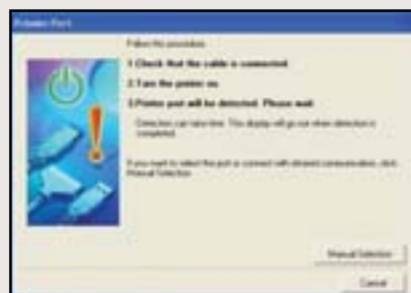 Printer Port
Follow this procedure.
1.Check that the cable is connected.
2.Turn the printer on.
3.Printer port will be detected. Please wait.
Detection can take time. This display will go out when detection is
completed.
If you want to select the port or connect with infrared communication, click
Manual Selection.
Manual Selection
Cancel